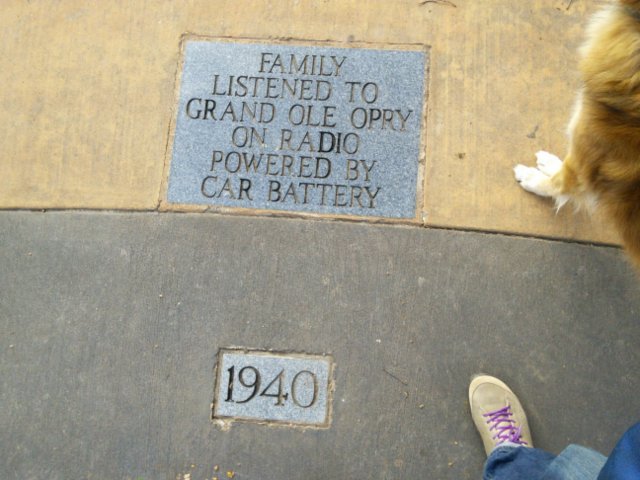 FAMILY
LISTENED TO
GRAND OLE OPRY
ON RADIO
POWERED BY
CAR BATTERY
1940